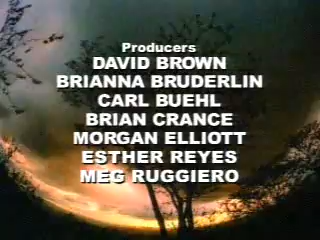 Producers
DAVID BROWN
BRIANNA BRUDERLIN
CARL BUEHL
BRIAN CRANCE
MORGAN ELLIOTT
ESTHER REYES
MEG RUGGIERO